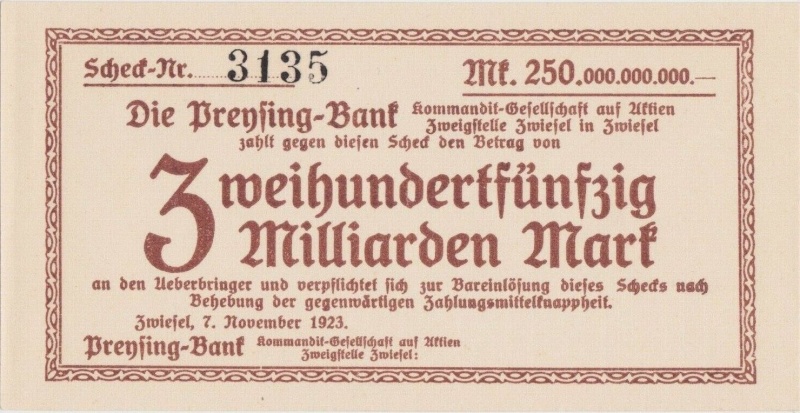 Scheck-Nr. 3135
Mk. 250.000.000.000.—
Die Preysing-Bank Kommandit-Gesellschaft auf Aktien
Zweigstelle Zwiesel in Zwiesel
zahlt gegen diesen Scheck den Betrag von
Zweihundertfünfzig
Milliarden Mark
an den Ueberbringer und verpflichtet sich zur Bareinlösung dieses Schecks nach
Behebung der gegenwärtigen Zahlungsmittelknappheit.
Zwiesel, 7. November 1923.
Preysing-Bank Kommandit-Gesellschaft auf Aktien
Zweigstelle Zwiesel: